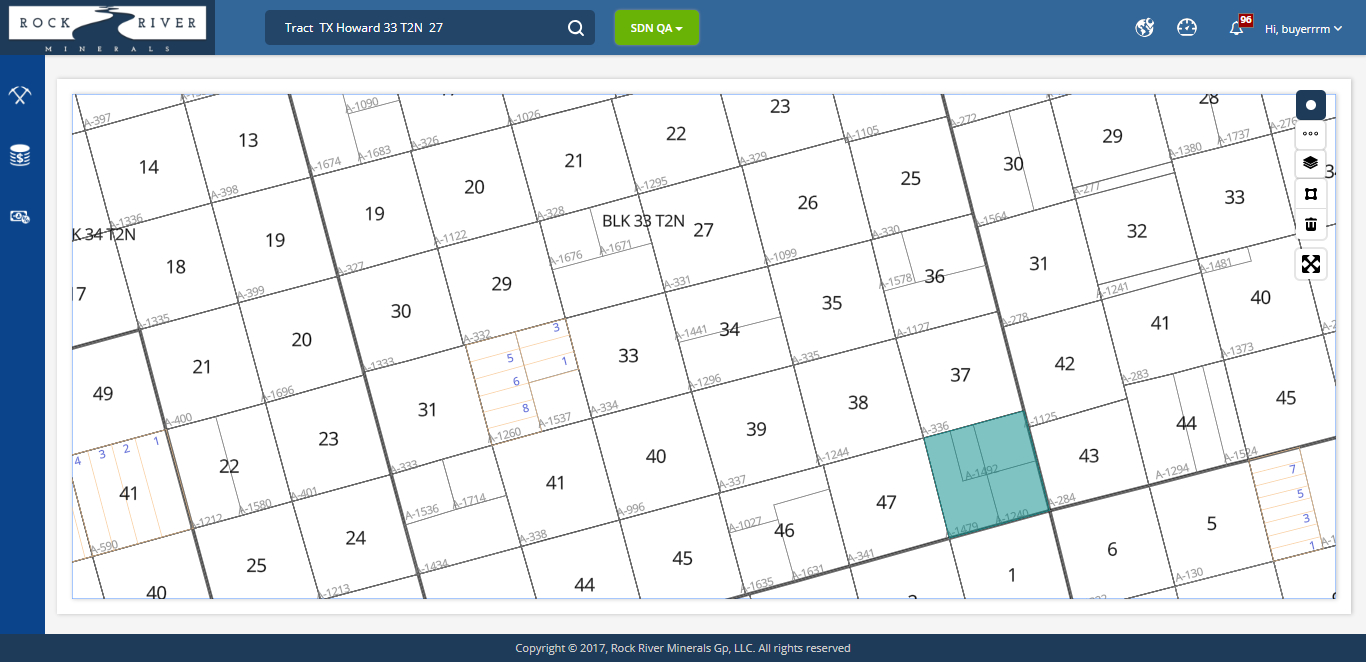 ROCK RIVER
MINERALS
Tract TX Howard 33 T2N 27
SDN QA
96
Hi, buyerrrm
A-397
A-1090
A-1026
23
A-272
28
13
A-1674
A-1683
A-326
22
A-1105
29
A-1380
A-1737
A-276
14
A-398
21
A-329
30
20
A-1295
25
A-277
33
A-1336
19
A-328
BLK 33 T2N
26
A-1564
K 34 T2N
19
A-1122
A-1676
A-1671
27
A-330
32
18
A-327
A-1099
A-1578
36
31
A-1481
17
A-399
29
A-331
35
A-1241
40
A-1335
30
A-1441
34
A-1127
A-278
41
20
A-332
3
33
A-335
42
A-1373
21
A-1333
5
1
A-1296
37
A-283
49
A-1696
6
38
45
A-400
31
8
A-334
A-336
A-1125
44
4
3
2
1
23
A-1260
A-1537
39
A-1244
A-1492
43
A-1524
22
A-333
40
A-1294
41
A-401
41
A-337
47
A-284
7
A-1212
A-1580
A-1536
A-1714
A-996
A-1027
46
A-1479
A-1240
5
5
A-590
24
A-338
A-341
6
3
25
A-1434
45
A-1635
A-1631
1
A-130
1
40
A-1213
44
Copyright © 2017, Rock River Minerals Gp, LLC. All rights reserved